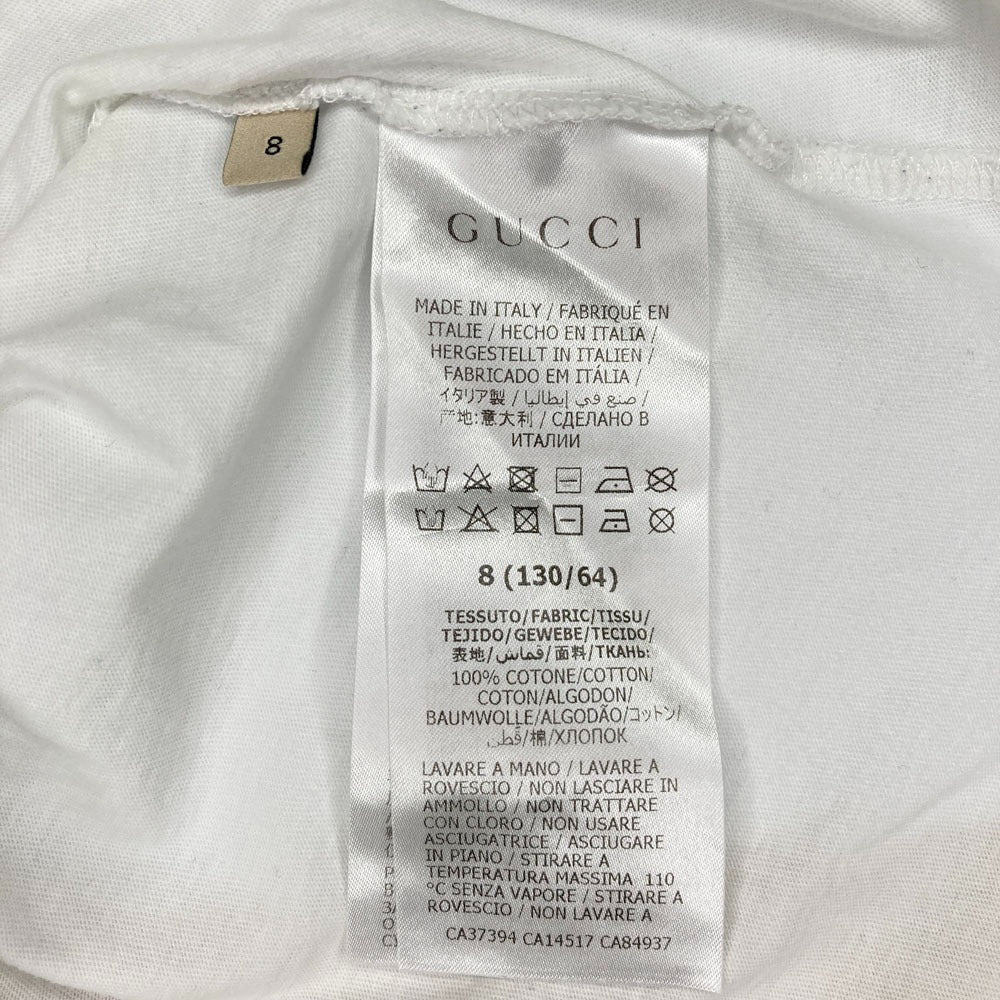 8
GUCCI
MADE IN ITALY / FABRIQUÉ EN
ITALIE / HECHO EN ITALIA /
HERGESTELLT IN ITALIEN /
FABRICADO EM ITÁLIA /
イタリア製 / صنع في إيطاليا /
产地:意大利 / СДЕЛАНО В
ИТАЛИИ
8 (130/64)
TESSUTO/FABRIC/TISSU/
TEJIDO/GEWEBE/TECIDO/
表地/قماش/面料/ТКАНЬ:
100% COTONE/COTTON/
COTON/ALGODON/
BAUMWOLLE/ALGODÃO/コットン/
قطن/棉/ХЛОПОК
LAVARE A MANO / LAVARE A
ROVESCIO / NON LASCIARE IN
AMMOLLO / NON TRATTARE
CON CLORO / NON USARE
ASCIUGATRICE / ASCIUGARE
IN PIANO / STIRARE A
TEMPERATURA MASSIMA 110
°C SENZA VAPORE / STIRARE A
ROVESCIO / NON LAVARE A
CA37394 CA14517 CA84937